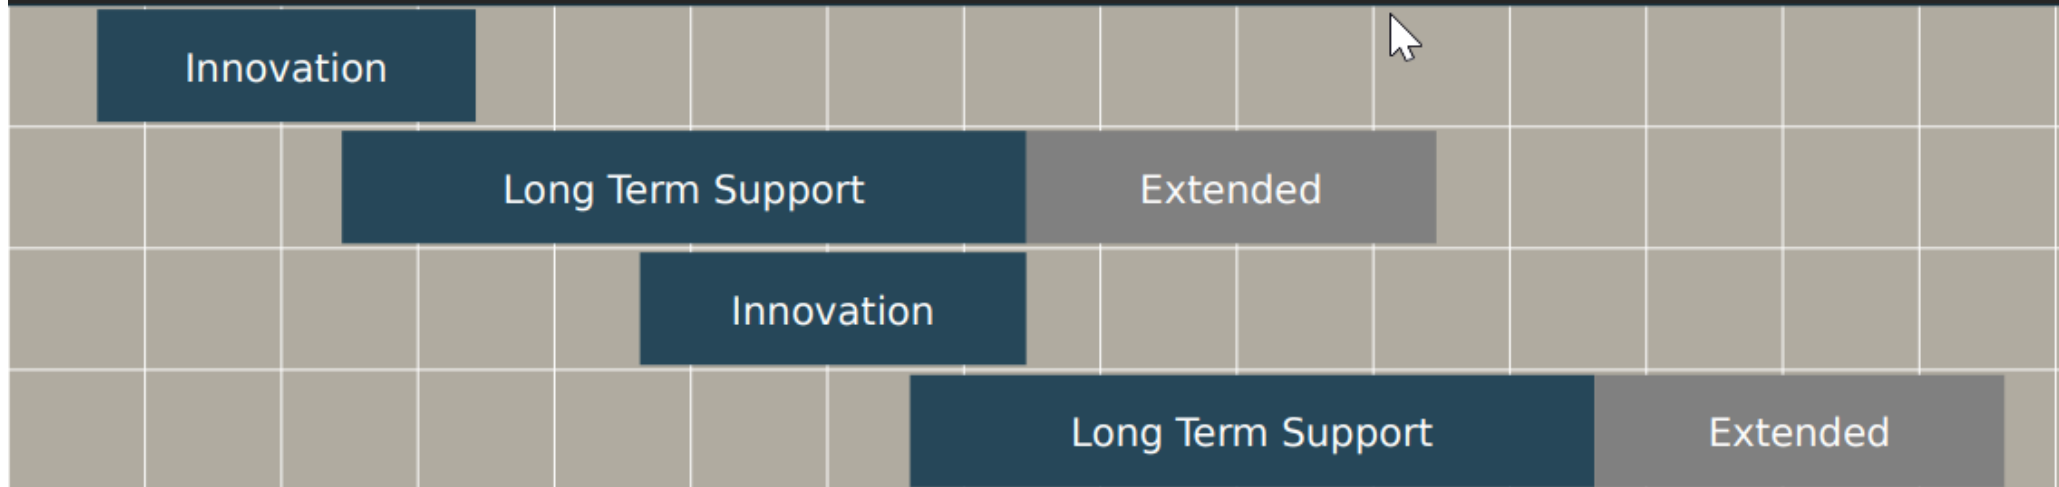 Innovation
Long Term Support Extended
Innovation
Long Term Support Extended